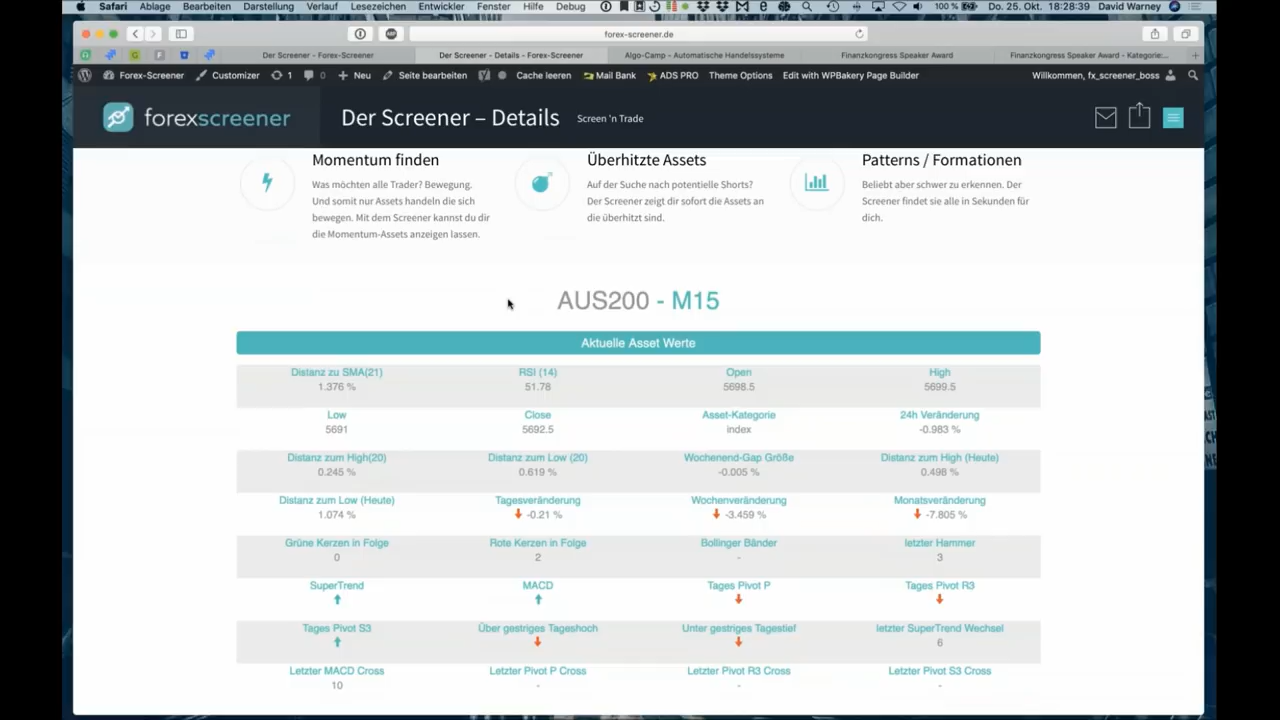 Safari Ablage Bearbeiten Darstellung Verlauf Lesezeichen Entwickler Fenster Hilfe Debug 100 % Do. 25. Okt. 18:28:39 David Warney
forex-screener.de
Der Screener – Forex-Screener Der Screener – Details – Forex-Screener Algo-Camp - Automatische Handelssysteme Finanzkongress Speaker Award Finanzkongress Speaker Award - Kategorie:...
Forex-Screener Customizer 1 0 Neu Seite bearbeiten Cache leeren Mail Bank ADS PRO Theme Options Edit with WPBakery Page Builder Willkommen, fx_screener_boss
forexscreener Der Screener – Details Screen 'n Trade
Momentum finden
Was möchten alle Trader? Bewegung.
Und somit nur Assets handeln die sich
bewegen. Mit dem Screener kannst du dir
die Momentum-Assets anzeigen lassen.
Überhitzte Assets
Auf der Suche nach potentielle Shorts?
Der Screener zeigt dir sofort die Assets an
die überhitzt sind.
Patterns / Formationen
Beliebt aber schwer zu erkennen. Der
Screener findet sie alle in Sekunden für
dich.
AUS200 - M15
Aktuelle Asset Werte
Distanz zu SMA(21) RSI (14) Open High
1.376 % 51.78 5698.5 5699.5
Low Close Asset-Kategorie 24h Veränderung
5691 5692.5 index -0.983 %
Distanz zum High(20) Distanz zum Low (20) Wochenend-Gap Größe Distanz zum High (Heute)
0.245 % 0.619 % -0.005 % 0.498 %
Distanz zum Low (Heute) Tagesveränderung Wochenveränderung Monatsveränderung
1.074 % -0.21 % -3.459 % -7.805 %
Grüne Kerzen in Folge Rote Kerzen in Folge Bollinger Bänder letzter Hammer
0 2 - 3
SuperTrend MACD Tages Pivot P Tages Pivot R3
Tages Pivot S3 Über gestriges Tageshoch Unter gestriges Tagestief letzter SuperTrend Wechsel
6
Letzter MACD Cross Letzter Pivot P Cross Letzter Pivot R3 Cross Letzter Pivot S3 Cross
10 - - -